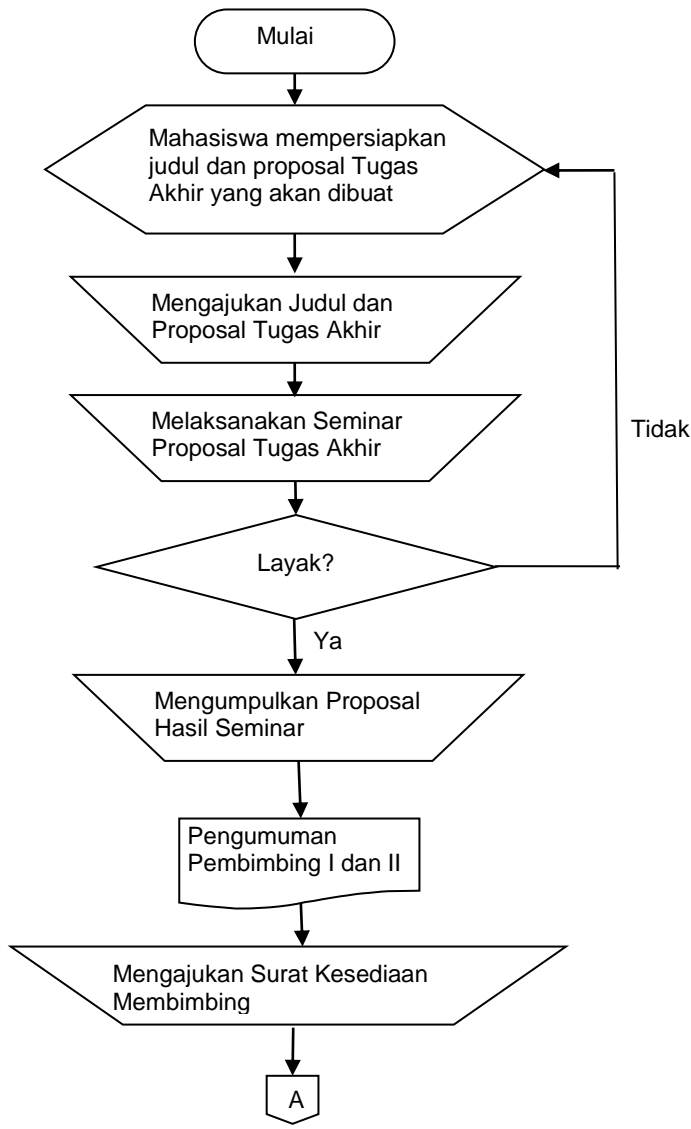 Mulai
Mahasiswa mempersiapkan
judul dan proposal Tugas
Akhir yang akan dibuat
Mengajukan Judul dan
Proposal Tugas Akhir
Melaksanakan Seminar
Proposal Tugas Akhir
Tidak
Layak?
Ya
Mengumpulkan Proposal
Hasil Seminar
Pengumuman
Pembimbing I dan II
Mengajukan Surat Kesediaan
Membimbing
A